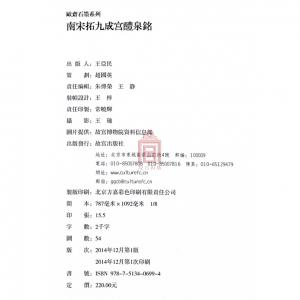 歐齋石墨系列
南宋拓九成宮醴泉銘
出 版 人：王亞民
策 劃：趙國英
責任編輯：朱傳榮 王 静
裝幀設計：王 梓
責任印製：常曉輝
攝 影：王 璡
圖片提供：故宮博物院資料信息部
出版發行：故宮出版社
地址：北京市東城區景山前街4號 郵編：100009
電話：010-85007808 010-85007816 傳真：010-65129479
網址：www.culturefc.cn
郵箱：ggcb@culturefc.cn
製版印刷：北京方嘉彩色印刷有限責任公司
開 本：787毫米×1092毫米 1/8
印 張：15.5
字 數：2千字
圖 數：54
版 次：2014年12月第1版
2014年12月第1次印刷
書 號：ISBN 978-7-5134-0699-4
定 價：220.00元